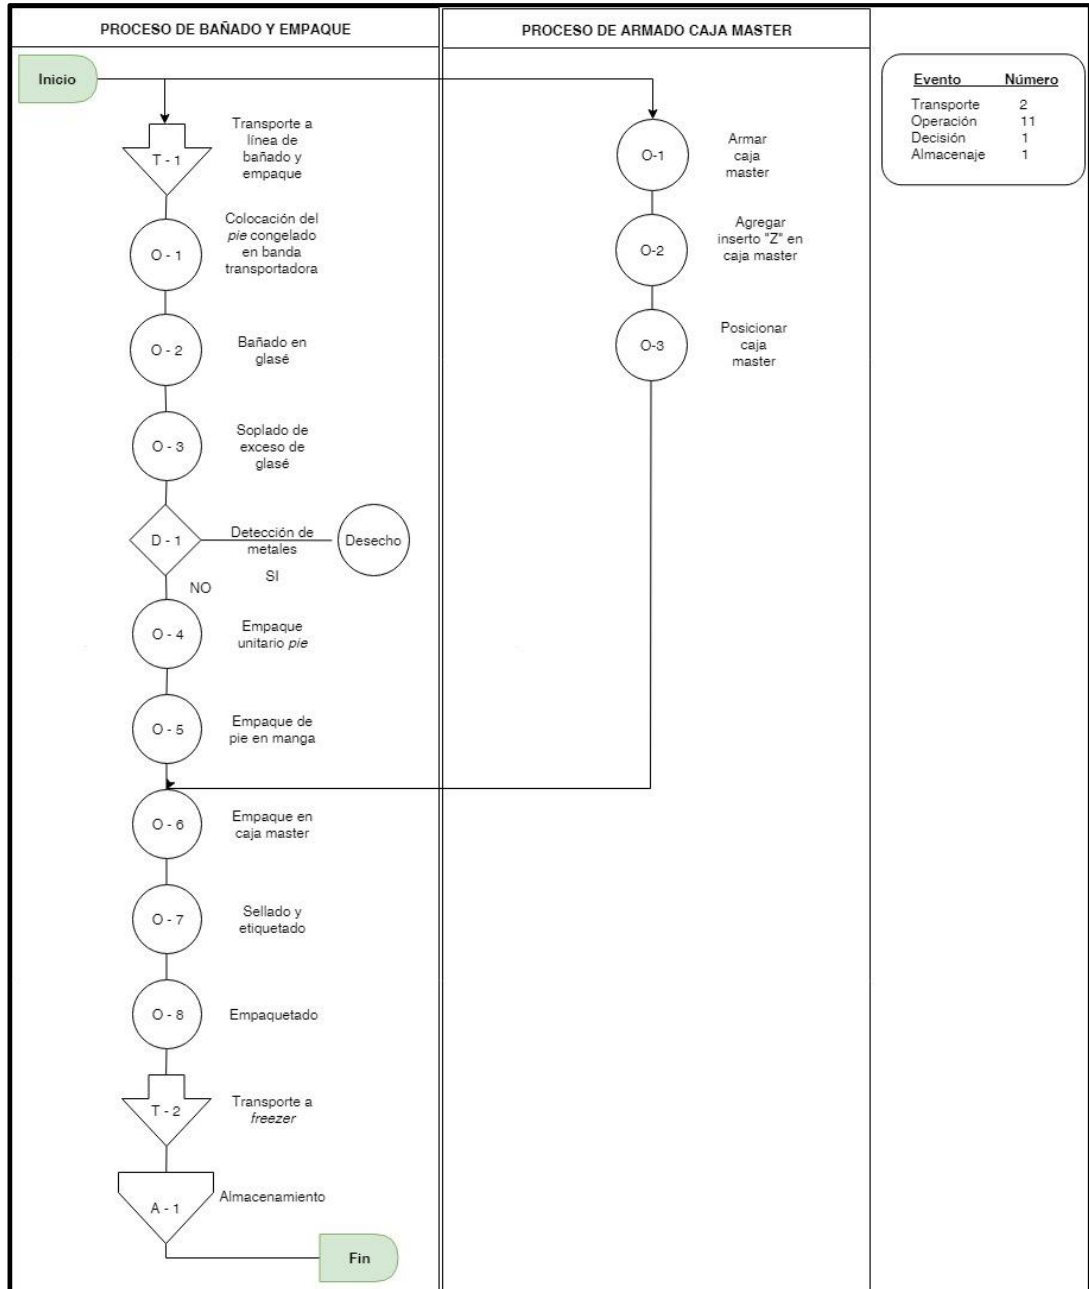 PROCESO DE BAÑADO Y EMPAQUE
PROCESO DE ARMADO CAJA MASTER
Inicio
T - 1
Transporte a
línea de
bañado y
empaque
O - 1
Colocación del
pie congelado
en banda
transportadora
O - 2
Bañado en
glasé
O - 3
Soplado de
exceso de
glasé
D - 1
Detección de
metales
SI
Desecho
NO
O - 4
Empaque
unitario pie
O - 5
Empaque de
pie en manga
O - 6
Empaque en
caja master
O - 7
Sellado y
etiquetado
O - 8
Empaquetado
T - 2
Transporte a
freezer
A - 1
Almacenamiento
Fin
O-1
Armar
caja
master
O-2
Agregar
inserto "Z" en
caja master
O-3
Posicionar
caja
master
Evento Número
Transporte 2
Operación 11
Decisión 1
Almacenaje 1